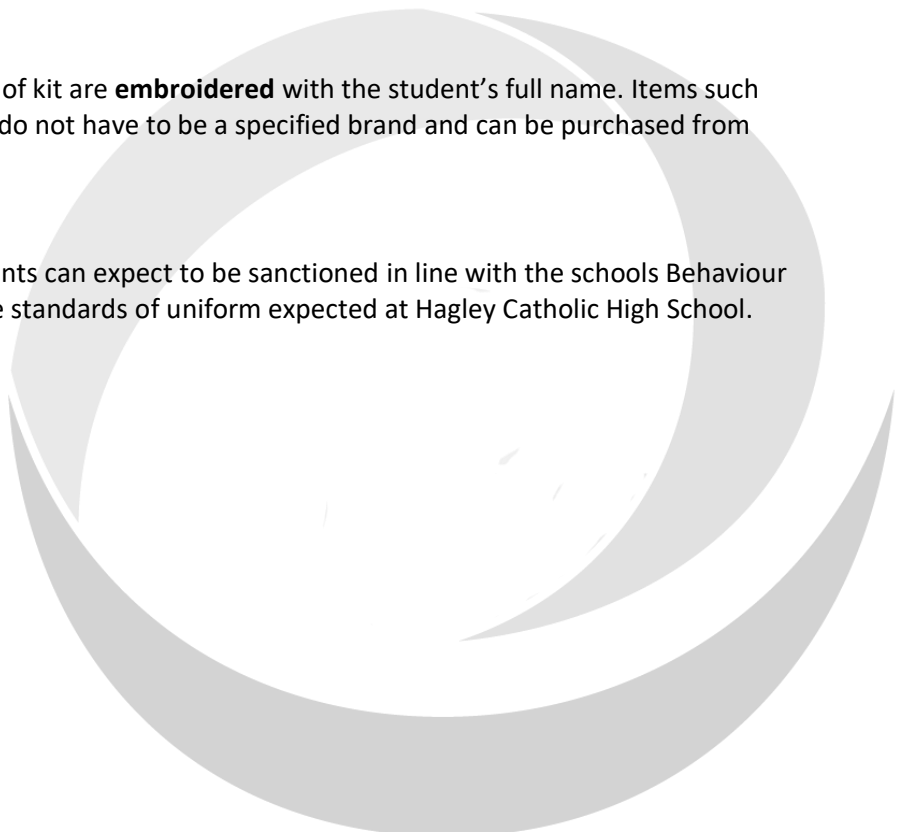 of kit are embroidered with the student’s full name. Items such
do not have to be a specified brand and can be purchased from
nts can expect to be sanctioned in line with the schools Behaviour
e standards of uniform expected at Hagley Catholic High School.